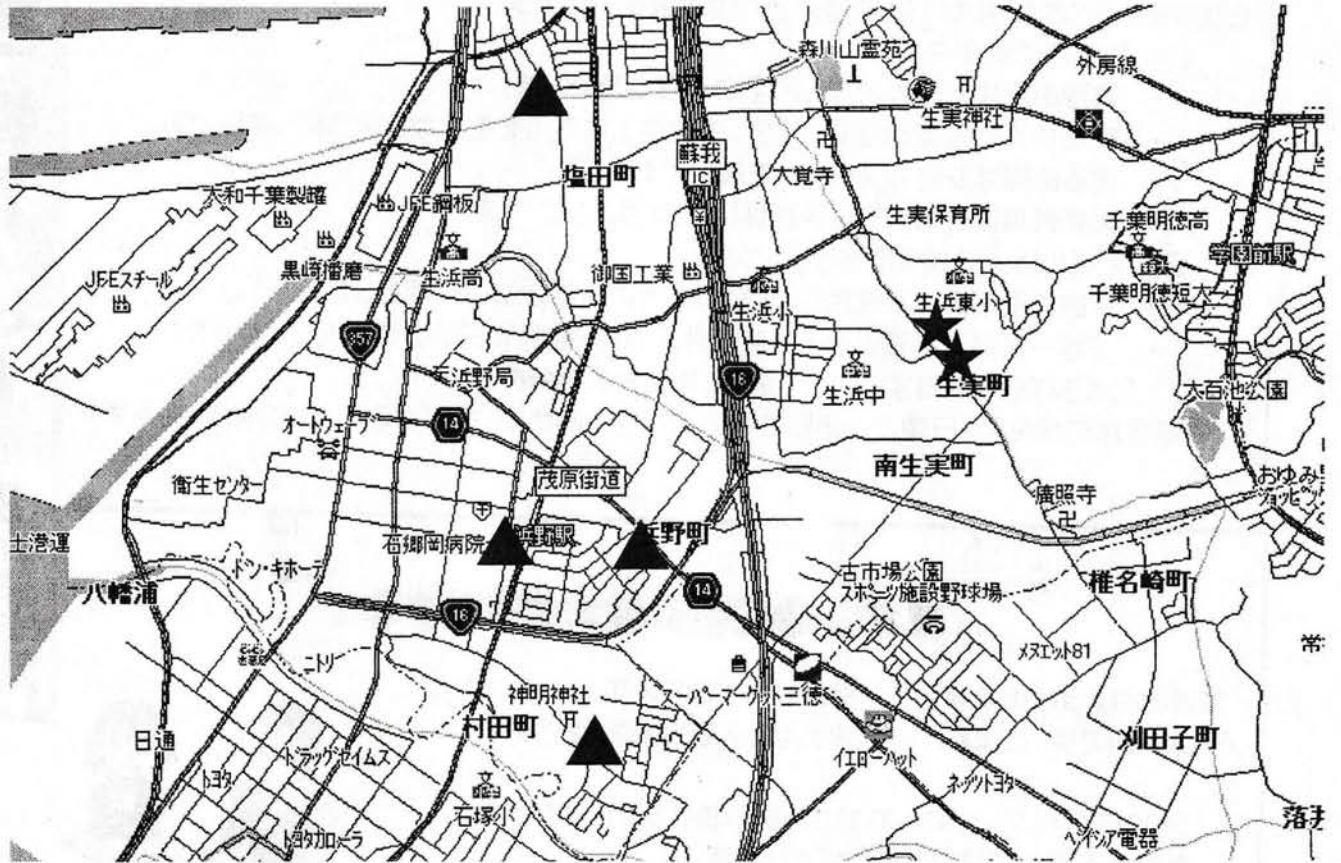 森川山霊苑
外房線
生実神社
蘇我
IC
大覚寺
塩田町
大和千葉製罐
JFE鋼板
生実保育所
千葉明徳高
学園前駅
黒崎播磨
生浜高
御国工業
JFEスチール
生浜小
生浜東小
千葉明徳短大
357
浜野局
16
生浜中
生実町
大百池公園
14
オートウェーブ
南生実町
茂原街道
衛生センター
廣照寺
石郷岡病院
浜野駅
浜野町
ドン・キホーテ
八幡浦
古市場公園
スポーツ施設野球場
椎名崎町
14
16
メヌエット81
ニトリ
神明神社
スーパーマーケット三徳
村田町
刈田子町
日通
ドラッグセイムス
イエローハット
トヨタ
ネッツトヨタ
石塚小
トヨタカローラ
ベイシア電器